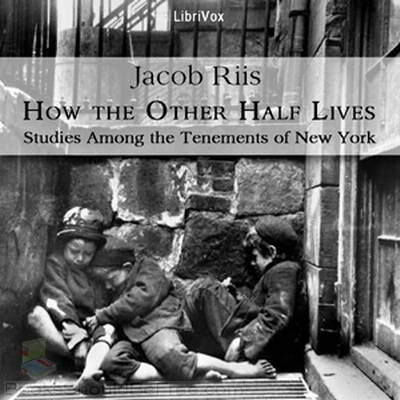 LibriVox
Jacob Riis
How the Other Half Lives
Studies Among the Tenements of New York